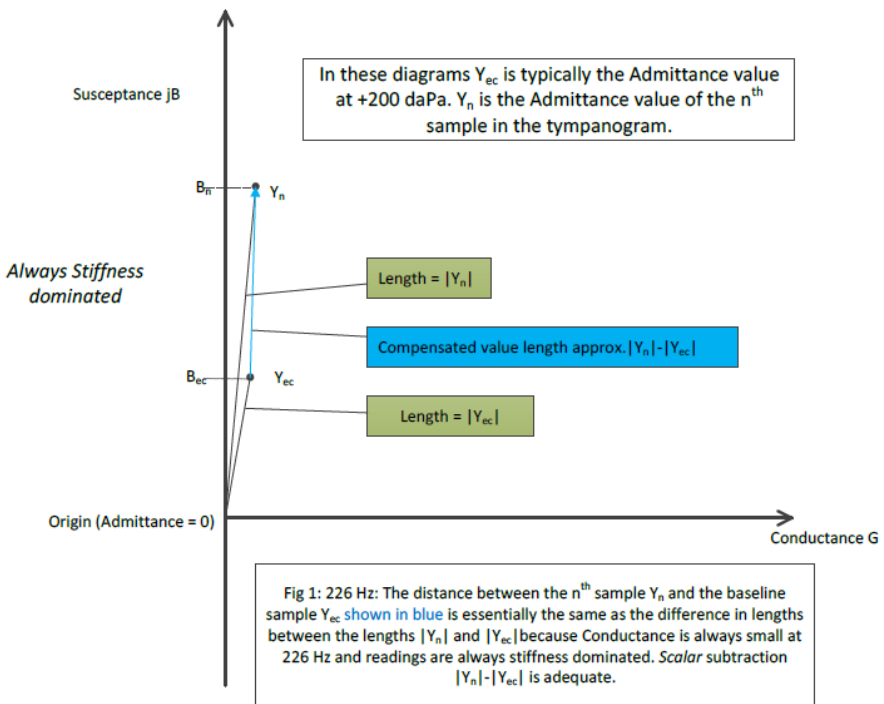 Susceptance jB
In these diagrams Yec is typically the Admittance value
at +200 daPa. Yn is the Admittance value of the nth
sample in the tympanogram.
Bn
Yn
Always Stiffness
dominated
Length = |Yn|
Compensated value length approx.|Yn|-|Yec|
Bec
Yec
Length = |Yec|
Origin (Admittance = 0)
Conductance G
Fig 1: 226 Hz: The distance between the nth sample Yn and the baseline
sample Yec shown in blue is essentially the same as the difference in lengths
between the lengths |Yn| and |Yec|because Conductance is always small at
226 Hz and readings are always stiffness dominated. Scalar subtraction
|Yn|-|Yec| is adequate.